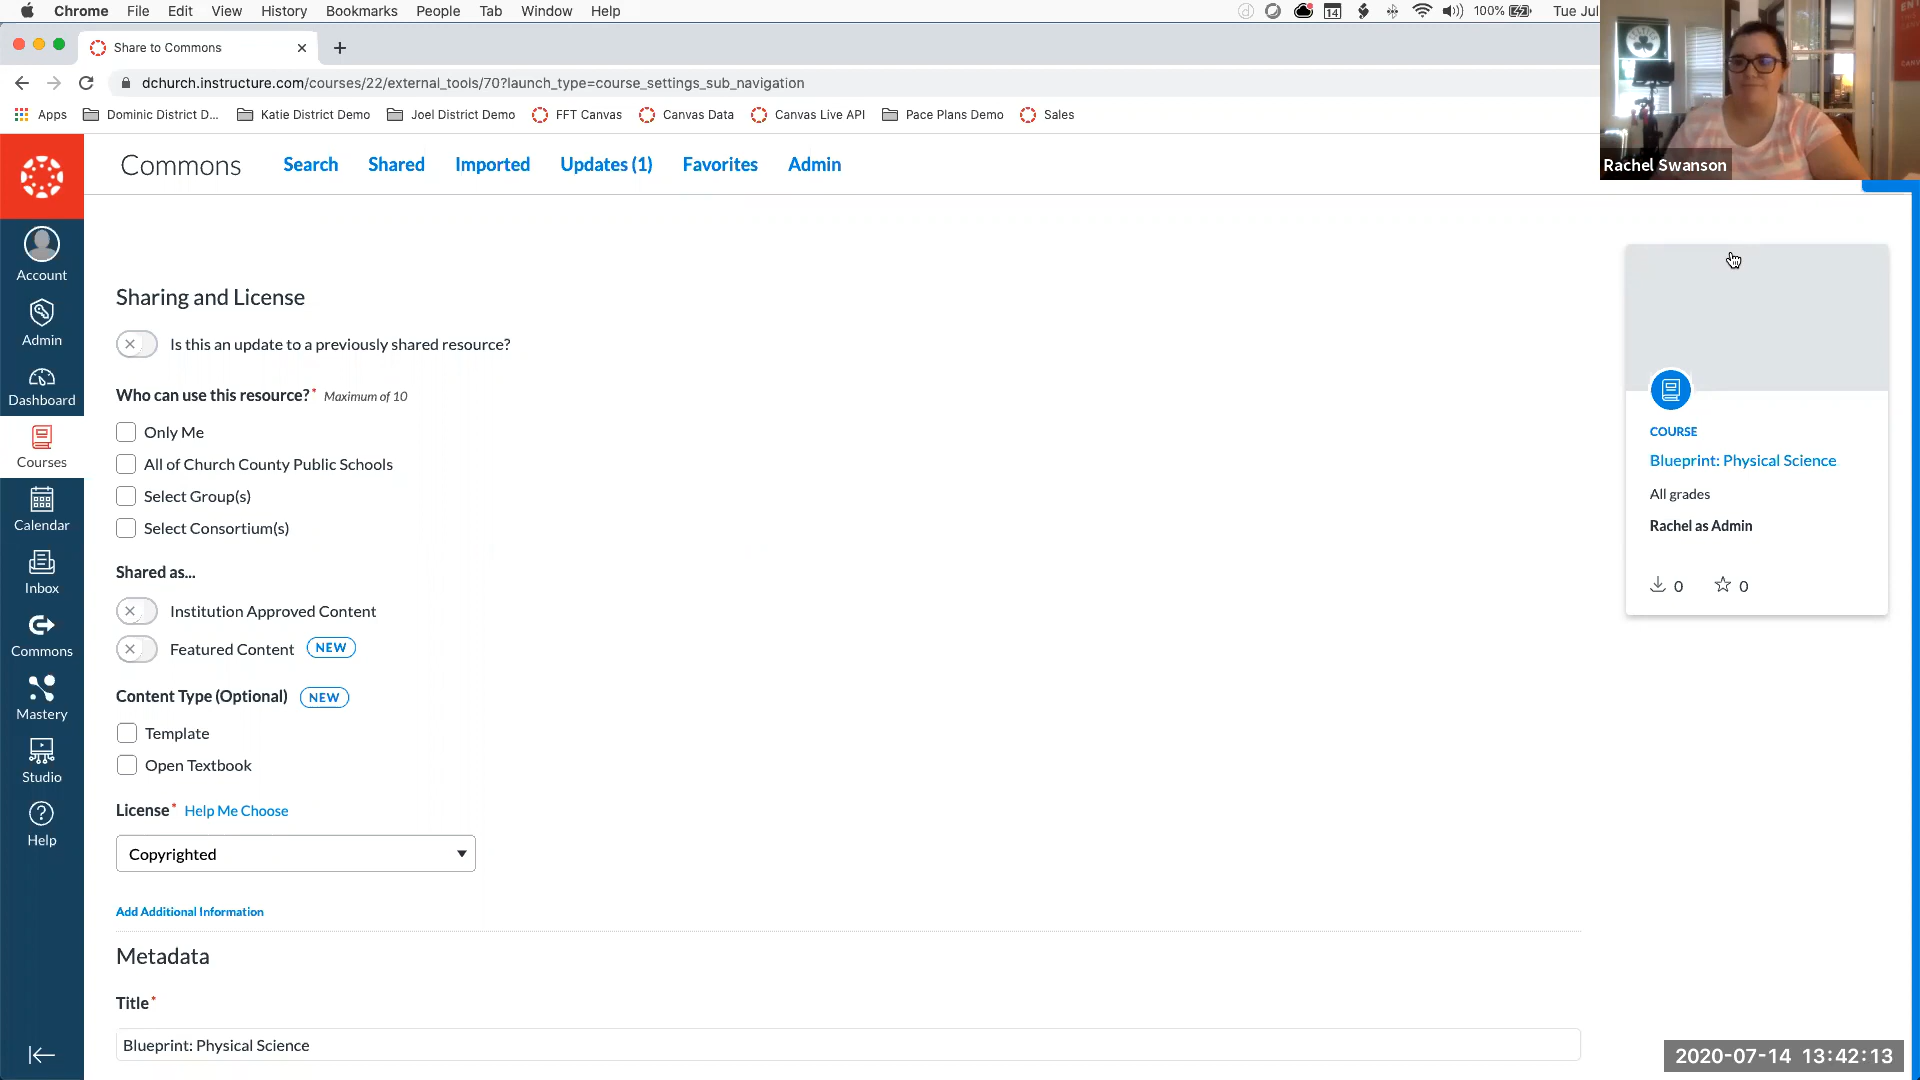 Chrome File Edit View History Bookmarks People Tab Window Help
14 100% Tue Jul
Share to Commons
dchurch.instructure.com/courses/22/external_tools/70?launch_type=course_settings_sub_navigation
Apps Dominic District D... Katie District Demo Joel District Demo FFT Canvas Canvas Data Canvas Live API Pace Plans Demo Sales
Rachel Swanson
Commons Search Shared Imported Updates (1) Favorites Admin
Account
Admin
Dashboard
Courses
Calendar
Inbox
Commons
Mastery
Studio
Help
Sharing and License
Is this an update to a previously shared resource?
Who can use this resource?* Maximum of 10
Only Me
All of Church County Public Schools
Select Group(s)
Select Consortium(s)
Shared as...
Institution Approved Content
Featured Content NEW
Content Type (Optional) NEW
Template
Open Textbook
License* Help Me Choose
Copyrighted
Add Additional Information
Metadata
Title*
Blueprint: Physical Science
COURSE
Blueprint: Physical Science
All grades
Rachel as Admin
0 0
2020-07-14 13:42:13